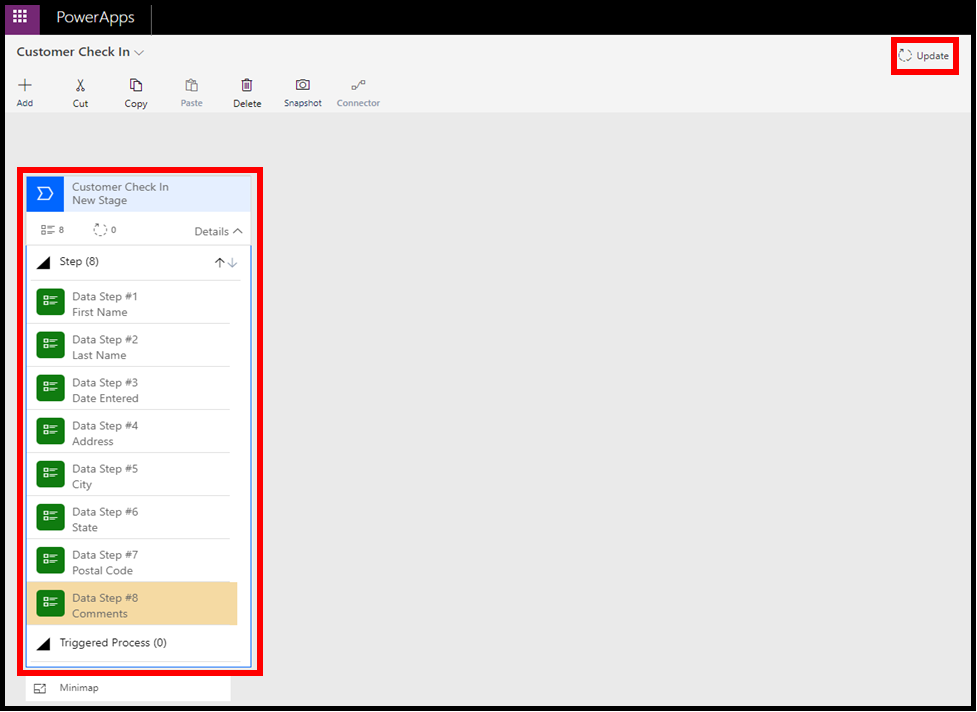 PowerApps
Customer Check In
Update
Add
Cut
Copy
Paste
Delete
Snapshot
Connector
Customer Check In
New Stage
8
0
Details
Step (8)
Data Step #1
First Name
Data Step #2
Last Name
Data Step #3
Date Entered
Data Step #4
Address
Data Step #5
City
Data Step #6
State
Data Step #7
Postal Code
Data Step #8
Comments
Triggered Process (0)
Minimap